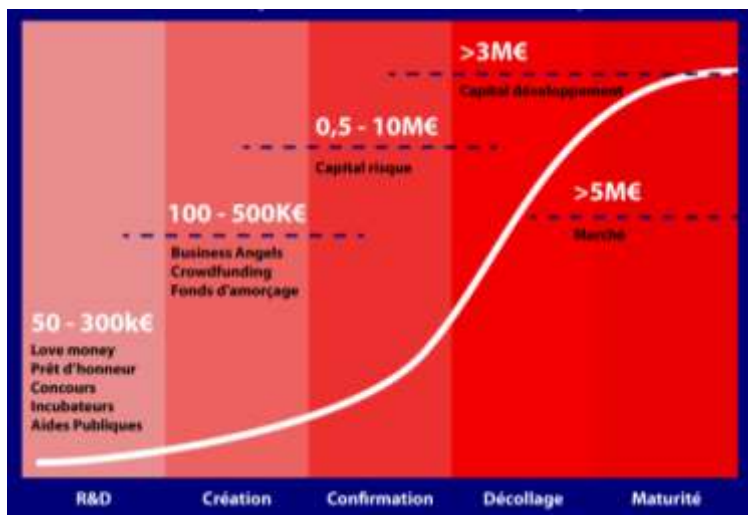 >3M€
Capital développement
0,5 - 10M€
Capital risque
>5M€
Marché
100 - 500K€
Business Angels
Crowdfunding
Fonds d'amorçage
50 - 300k€
Love money
Prêt d'honneur
Concours
Incubateurs
Aides Publiques
R&D Création Confirmation Décollage Maturité